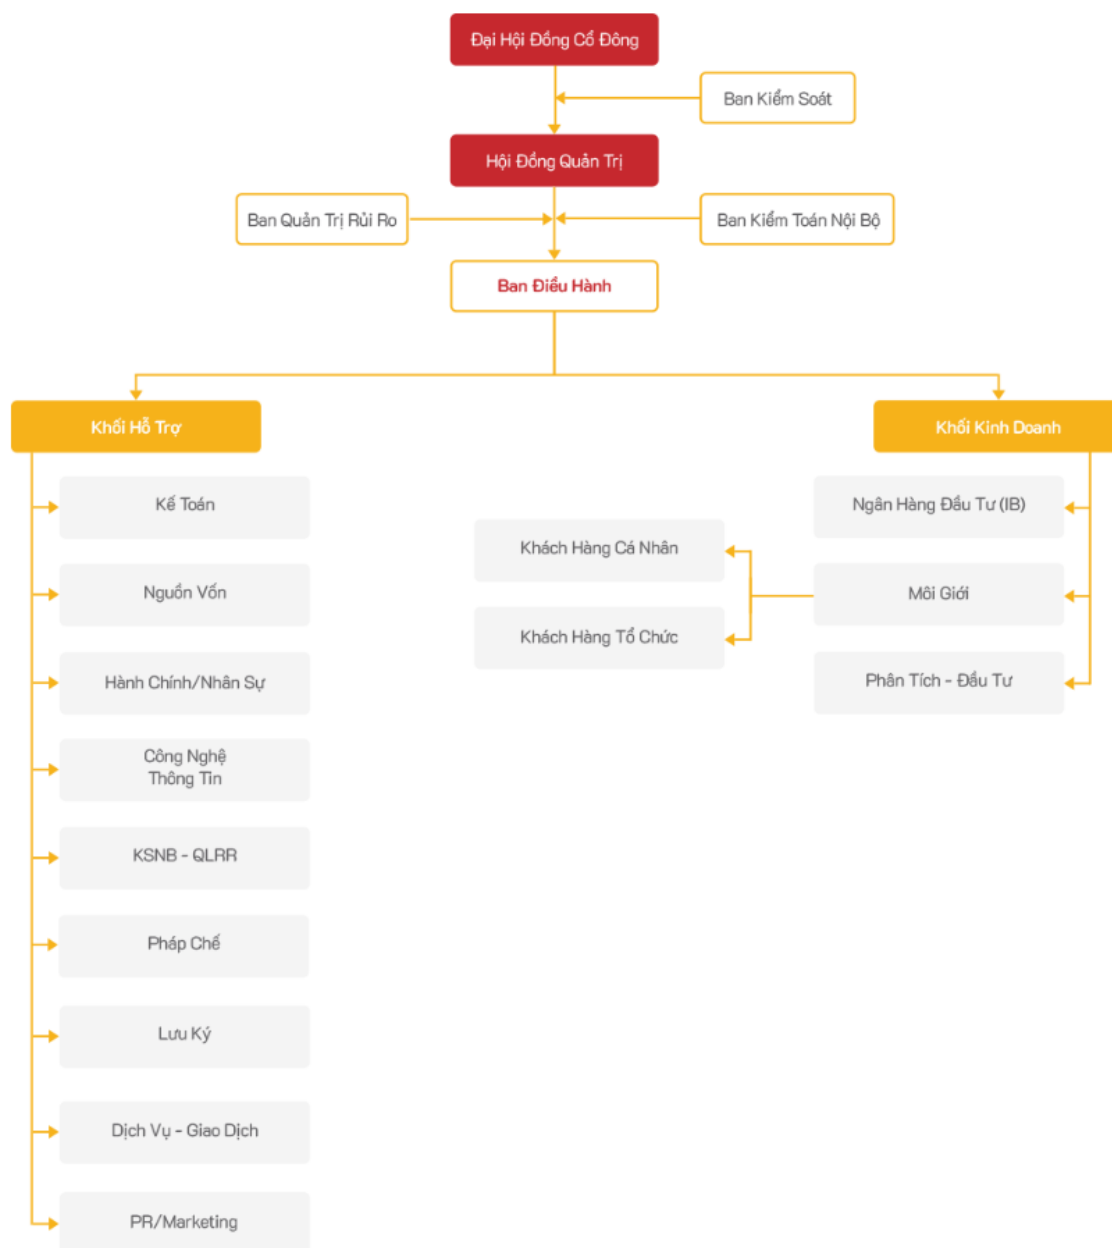 Đại Hội Đồng Cổ Đông
Ban Kiểm Soát
Hội Đồng Quản Trị
Ban Quản Trị Rủi Ro
Ban Kiểm Toán Nội Bộ
Ban Điều Hành
Khối Hỗ Trợ
Khối Kinh Doanh
Kế Toán
Nguồn Vốn
Hành Chính/Nhân Sự
Công Nghệ
Thông Tin
KSNB - QLRR
Pháp Chế
Lưu Ký
Dịch Vụ - Giao Dịch
PR/Marketing
Ngân Hàng Đầu Tư (IB)
Môi Giới
Phân Tích - Đầu Tư
Khách Hàng Cá Nhân
Khách Hàng Tổ Chức